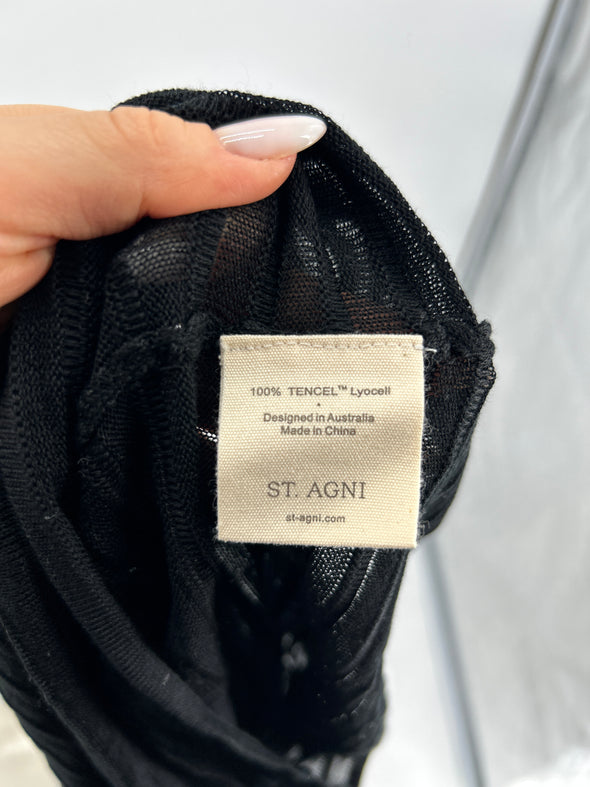 100% TENCEL™ Lyocell
•
Designed in Australia
Made in China
ST. AGNI
st-agni.com